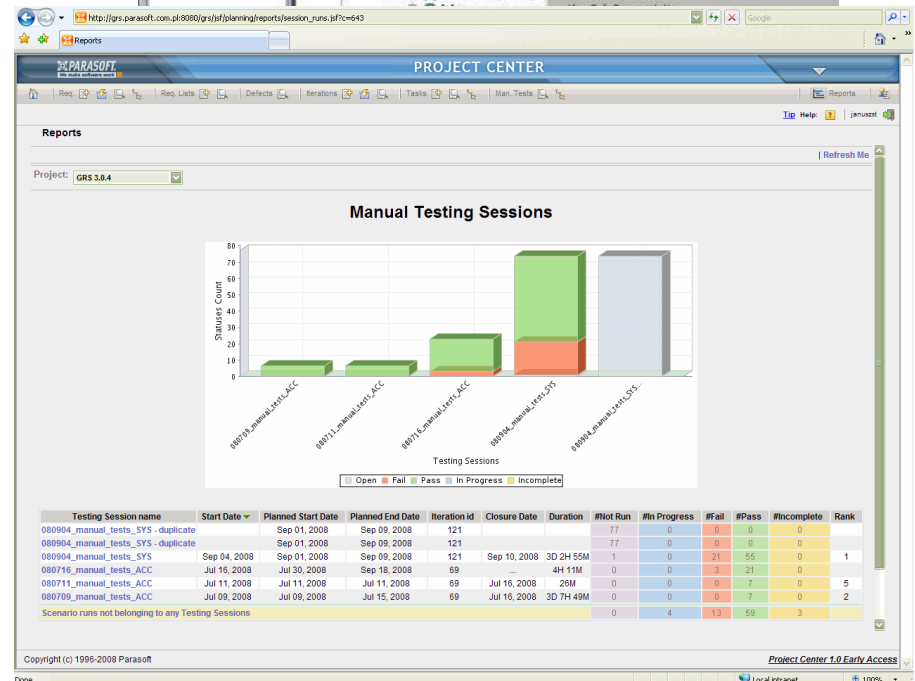 http://grs.parasoft.com.pl:8080/grs/jsf/planning/reports/session_runs.jsf?c=643
Google
Reports
PARASOFT.
We make software work
PROJECT CENTER
Req. Req. Lists Defects Iterations Tasks Man. Tests Reports
Tip Help: ? januszst
Reports
| Refresh Me
Project: GRS 3.0.4
Manual Testing Sessions
Statuses Count
80
70
60
50
40
30
20
10
0
080709_manual_tests_ACC
080711_manual_tests_ACC
080716_manual_tests_ACC
080904_manual_tests_SYS
080904_manual_tests_SYS...
Testing Sessions
Open Fail Pass In Progress Incomplete
Testing Session name Start Date Planned Start Date Planned End Date Iteration id Closure Date Duration #Not Run #In Progress #Fail #Pass #Incomplete Rank
080904_manual_tests_SYS - duplicate Sep 01, 2008 Sep 09, 2008 121 77 0 0 0 0
080904_manual_tests_SYS - duplicate Sep 01, 2008 Sep 09, 2008 121 77 0 0 0 0
080904_manual_tests_SYS Sep 04, 2008 Sep 01, 2008 Sep 09, 2008 121 Sep 10, 2008 3D 2H 55M 1 0 21 55 0 1
080716_manual_tests_ACC Jul 16, 2008 Jul 30, 2008 Sep 18, 2008 69 ... 4H 11M 0 0 3 21 0
080711_manual_tests_ACC Jul 11, 2008 Jul 11, 2008 Jul 11, 2008 69 Jul 16, 2008 26M 0 0 0 7 0 5
080709_manual_tests_ACC Jul 09, 2008 Jul 09, 2008 Jul 15, 2008 69 Jul 16, 2008 3D 7H 49M 0 0 0 7 0 2
Scenario runs not belonging to any Testing Sessions 0 4 13 59 3
Copyright (c) 1996-2008 Parasoft Project Center 1.0 Early Access
Done Local intranet 100%